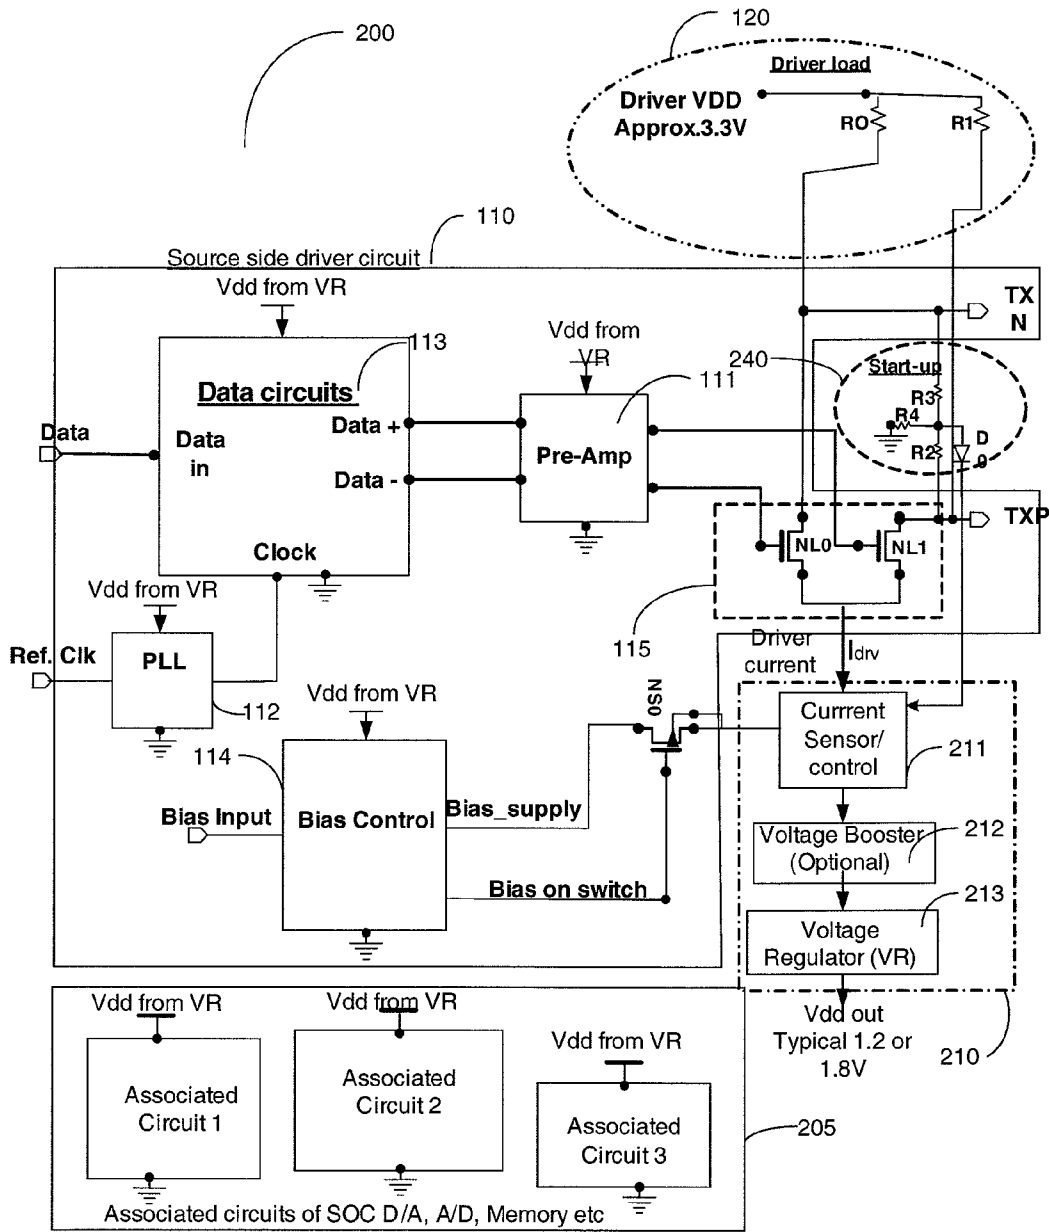 200
120
Driver load
Driver VDD
Approx.3.3V
R0
R1
110
Source side driver circuit
Vdd from VR
TX
N
113
Data circuits
Vdd from
VR
111
240
Start-up
R3
R4
R2
D
0
Data
Data
in
Data +
Data -
Pre-Amp
TXP
NL0
NL1
Clock
Vdd from VR
Ref. Clk
PLL
112
115
Driver
current
Idrv
Vdd from VR
NS0
114
Currrent
Sensor/
control
211
Bias Input
Bias Control
Bias_supply
Voltage Booster
(Optional)
212
Bias on switch
213
Voltage
Regulator (VR)
Vdd out
Typical 1.2 or
1.8V
210
Vdd from VR
Vdd from VR
Vdd from VR
Associated
Circuit 1
Associated
Circuit 2
Associated
Circuit 3
205
Associated circuits of SOC D/A, A/D, Memory etc